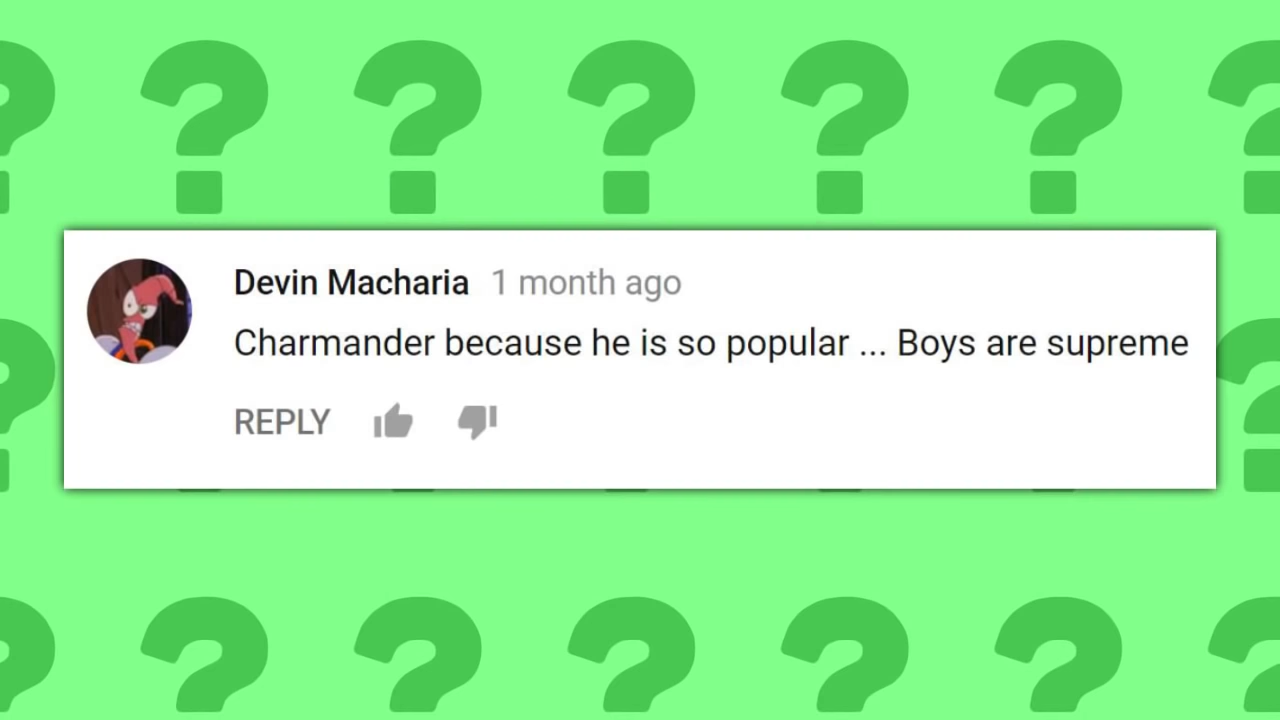 Devin Macharia 1 month ago
Charmander because he is so popular ... Boys are supreme
REPLY